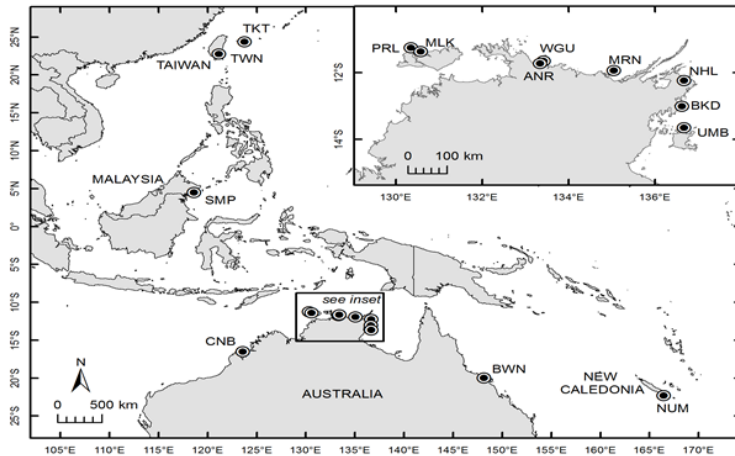 25°N
20°N
15°N
10°N
5°N
0°
5°S
10°S
15°S
20°S
25°S
TKT
TAIWAN
TWN
MALAYSIA
SMP
see inset
CNB
N
0 500 km
AUSTRALIA
BWN
NEW
CALEDONIA
NUM
105°E 110°E 115°E 121°E 125°E 130°E 135°E 140°E 145°E 150°E 155°E 160°E 165°E 170°E
PRL
MLK
WGU
ANR
MRN
NHL
BKD
UMB
12°S
14°S
0 100 km
130°E 132°E 134°E 136°E